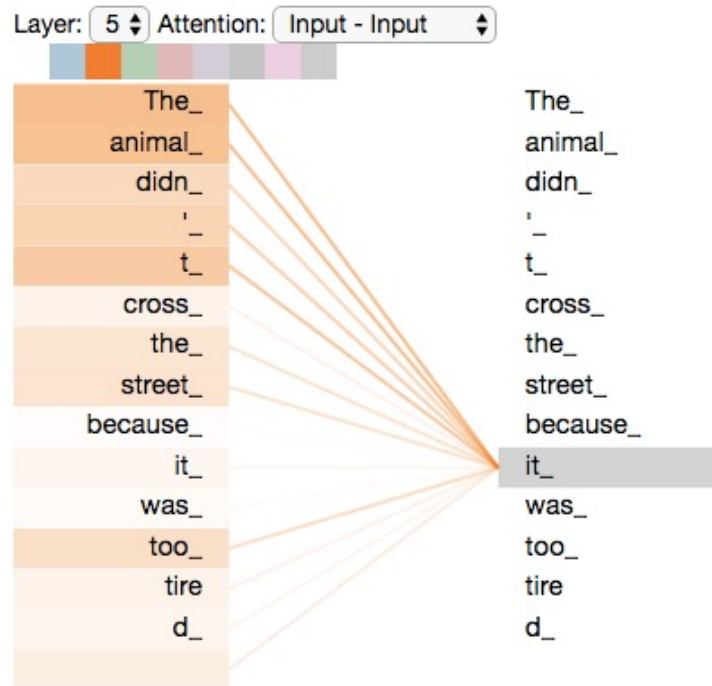 Layer: 5 Attention: Input - Input
The_ The_
animal_ animal_
didn_ didn_
'_ '_
t_ t_
cross_ cross_
the_ the_
street_ street_
because_ because_
it_ it_
was_ was_
too_ too_
tire tire
d_ d_